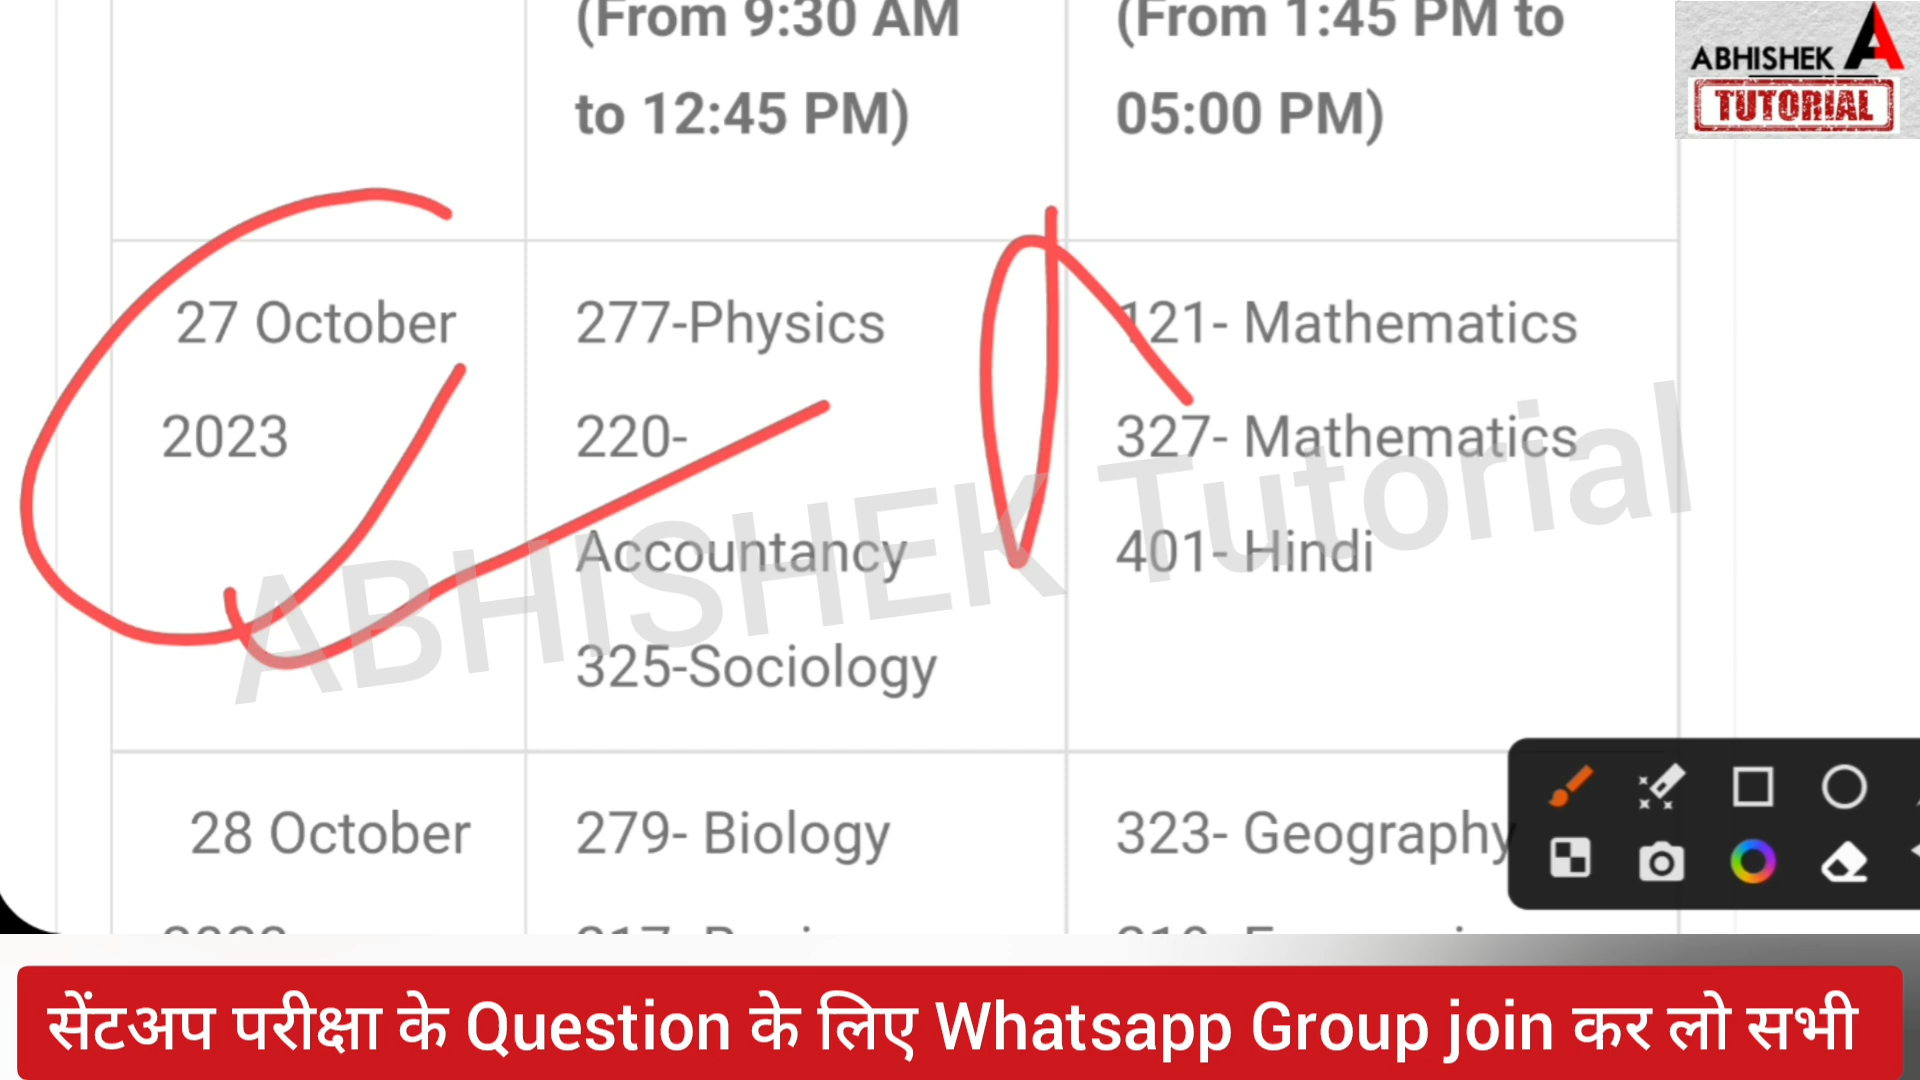 (From 9:30 AM
to 12:45 PM)
(From 1:45 PM to
05:00 PM)
ABHISHEK
TUTORIAL
27 October
2023
277-Physics
220-
Accountancy
325-Sociology
121- Mathematics
327- Mathematics
401- Hindi
ABHISHEK Tutorial
28 October
279- Biology
323- Geography
सेंटअप परीक्षा के Question के लिए Whatsapp Group join कर लो सभी